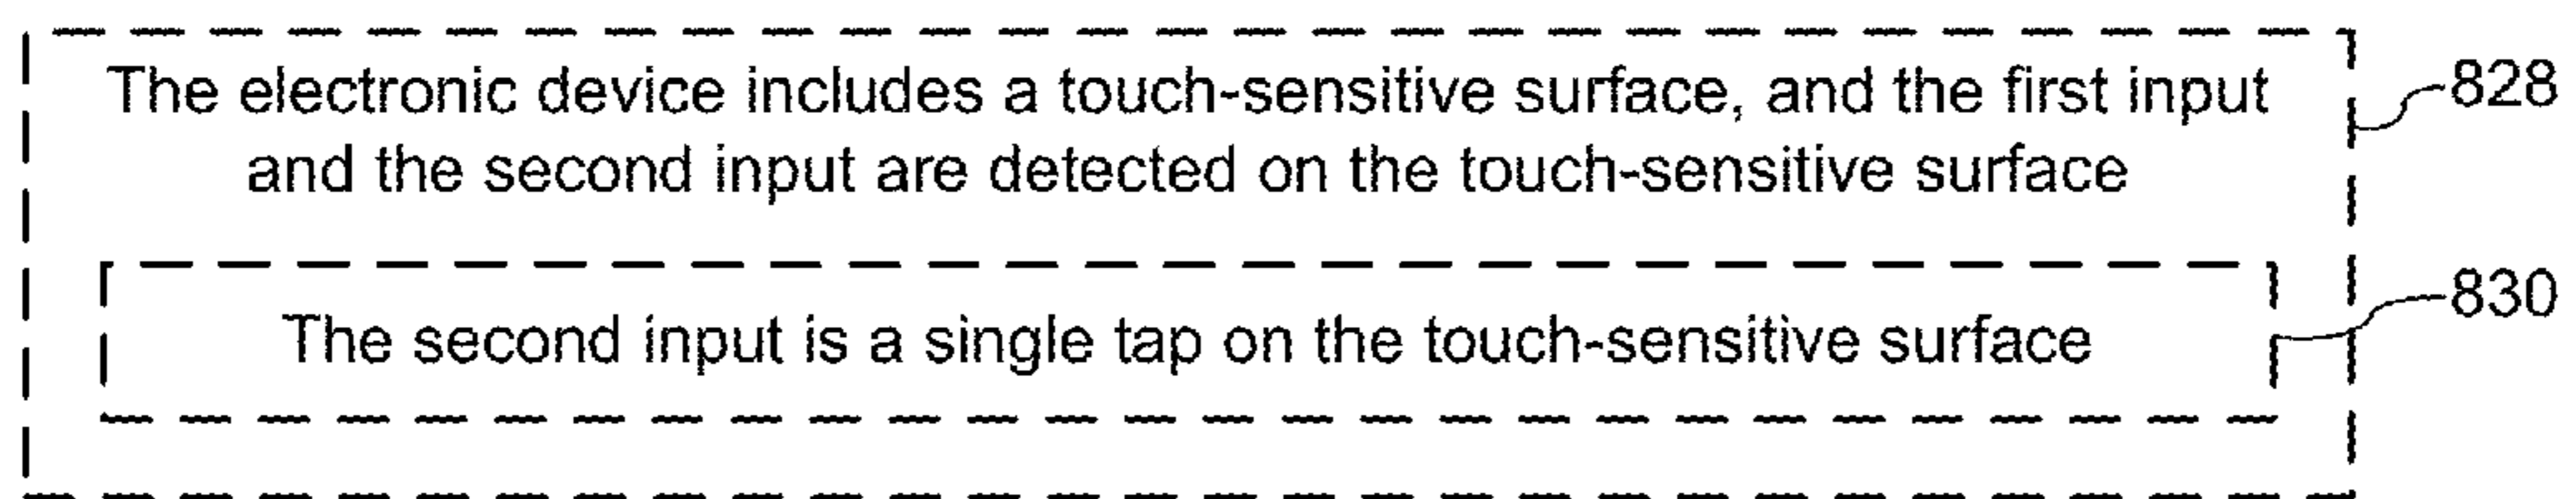 The electronic device includes a touch-sensitive surface, and the first input
and the second input are detected on the touch-sensitive surface
828
The second input is a single tap on the touch-sensitive surface
830